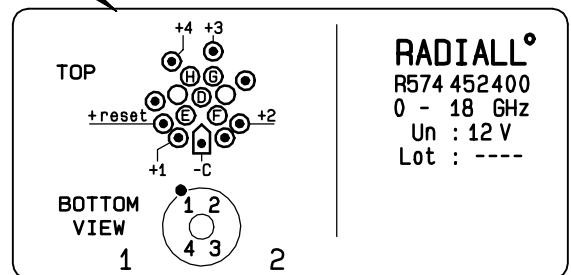 +4 +3
TOP
H G
D
+reset E F +2
+1 -C
BOTTOM
VIEW
1 2
4 3
1 2
RADIALL°
R574 452400
0 - 18 GHz
Un : 12 V
Lot : ----